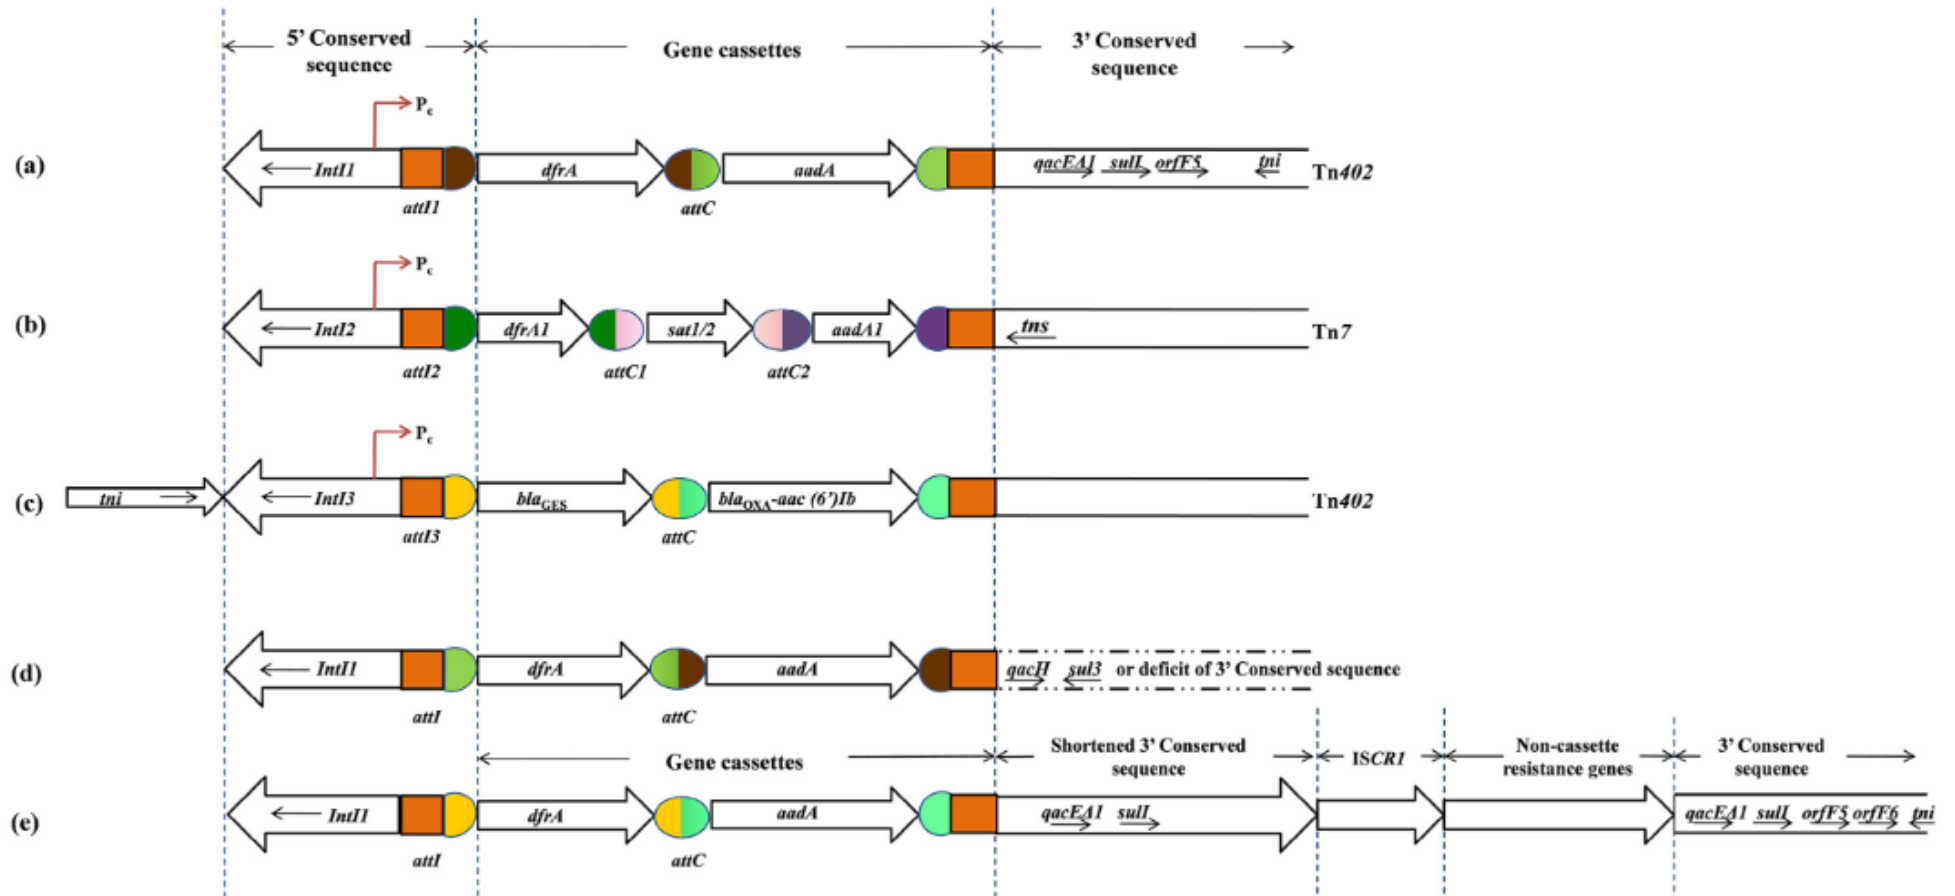 5’ Conserved
sequence
Gene cassettes
3’ Conserved
sequence
Pc
(a)
IntI1
dfrA
aadA
qacEΔ1 sul1 orfF5 tni
Tn402
attI1
attC
Pc
(b)
IntI2
dfrA1
sat1/2
aadA1
tns
Tn7
attI2
attC1
attC2
Pc
(c)
tni
IntI3
blaGES
blaOXA-aac (6’)Ib
Tn402
attI3
attC
(d)
IntI1
dfrA
aadA
qacH sul3 or deficit of 3’ Conserved sequence
attI
attC
Gene cassettes
Shortened 3’ Conserved
sequence
ISCR1
Non-cassette
resistance genes
3’ Conserved
sequence
(e)
IntI1
dfrA
aadA
qacEΔ1 sul1
qacEΔ1 sul1 orfF5 orfF6 tni
attI
attC